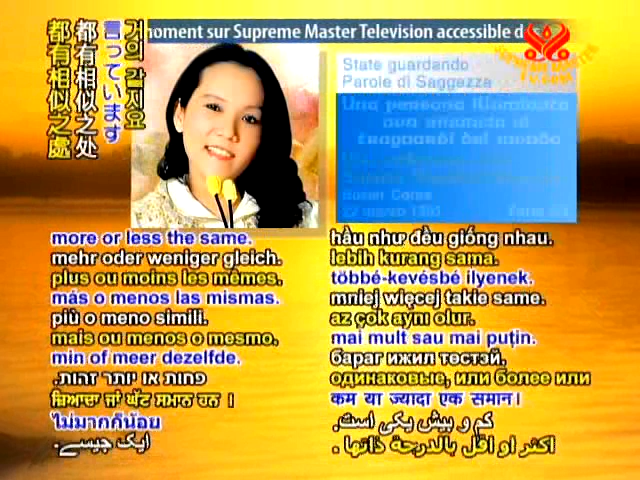 moment sur Supreme Master Television accessible d
거의 같지요
言っています
都有相似之处
都有相似之處
State guardando
Parole di Saggezza
Una persona illuminata
more or less the same.
mehr oder weniger gleich.
plus ou moins les mêmes.
más o menos las mismas.
più o meno simili.
mais ou menos o mesmo.
min of meer dezelfde.
פחות או יותר זהות.
ਜ਼ਿਆਦਾ ਜਾਂ ਘੱਟ ਸਮਾਨ ਹਨ ।
ไม่มากก็น้อย
ایک جیسے۔
hầu như đều giống nhau.
lebih kurang sama.
többé-kevésbé ilyenek.
mniej więcej takie same.
az çok aynı olur.
mai mult sau mai puţin.
бараг ижил төстэй.
одинаковые, или более или
कम या ज्यादा एक समान।
کم و بیش یکی است.
اكثر او اقل بالدرجة ذاتها .